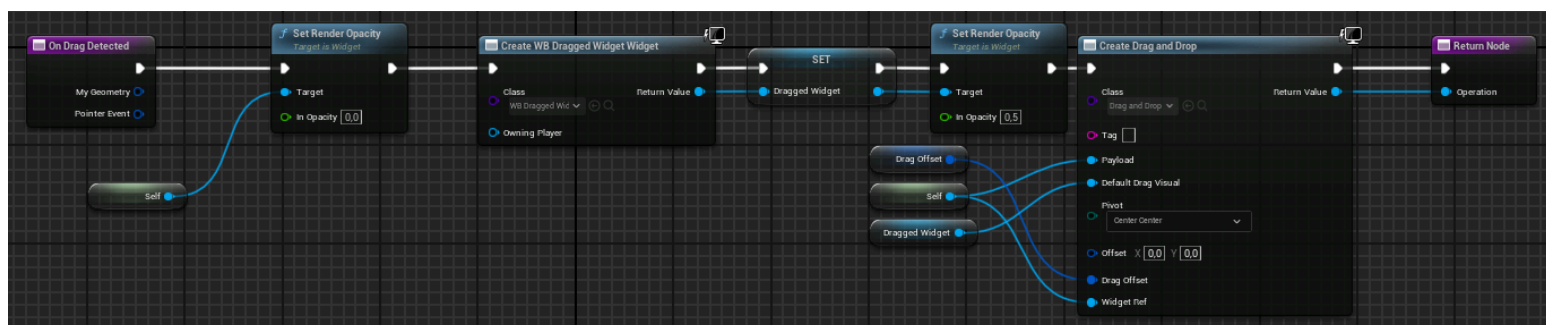 On Drag Detected
My Geometry
Pointer Event
Self
Set Render Opacity
Target is Widget
Target
In Opacity 0,0
Create WB Dragged Widget Widget
Class
WB Dragged Wid
Return Value
Owning Player
SET
Dragged Widget
Set Render Opacity
Target is Widget
Target
In Opacity 0,5
Drag Offset
Self
Dragged Widget
Create Drag and Drop
Class
Drag and Drop
Return Value
Tag
Payload
Default Drag Visual
Pivot
Center Center
Offset X 0,0 Y 0,0
Drag Offset
Widget Ref
Return Node
Operation